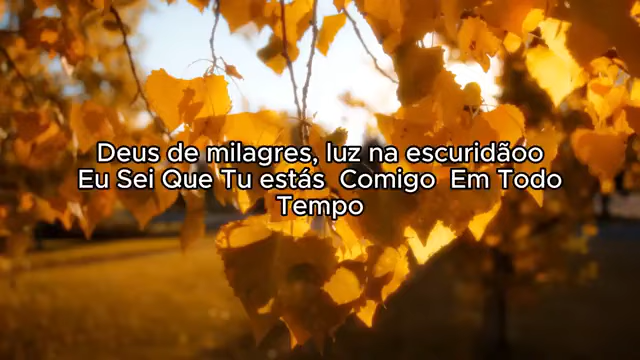 Deus de milagres, luz na escuridãoo
Eu Sei Que Tu estás  Comigo  Em Todo
Tempo